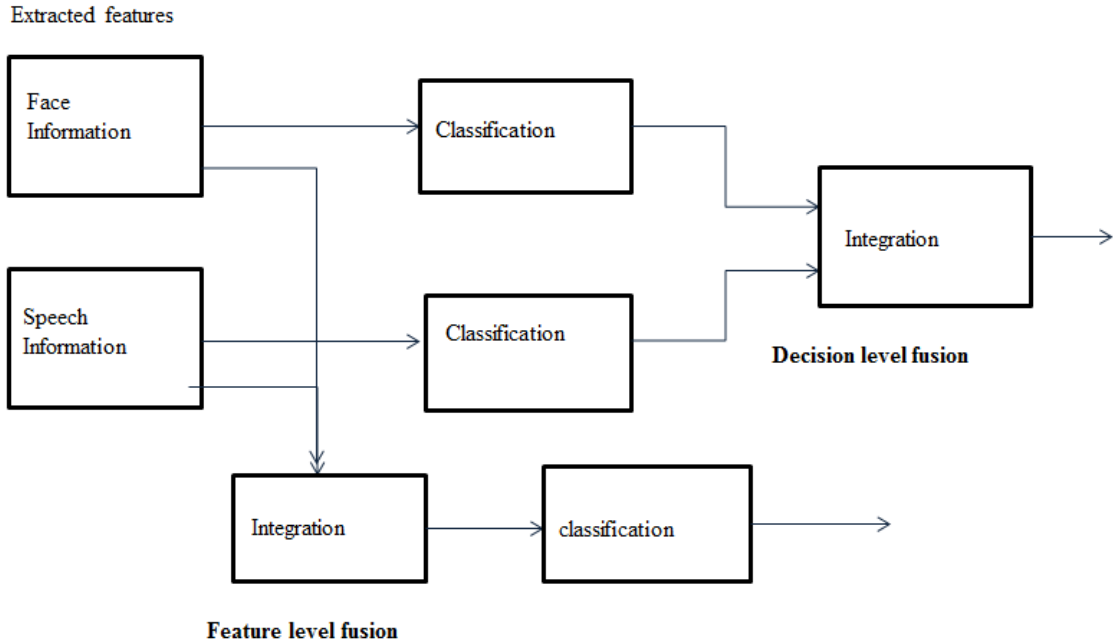 Extracted features
Face
Information
Classification
Integration
Speech
Information
Classification
Decision level fusion
Integration
classification
Feature level fusion